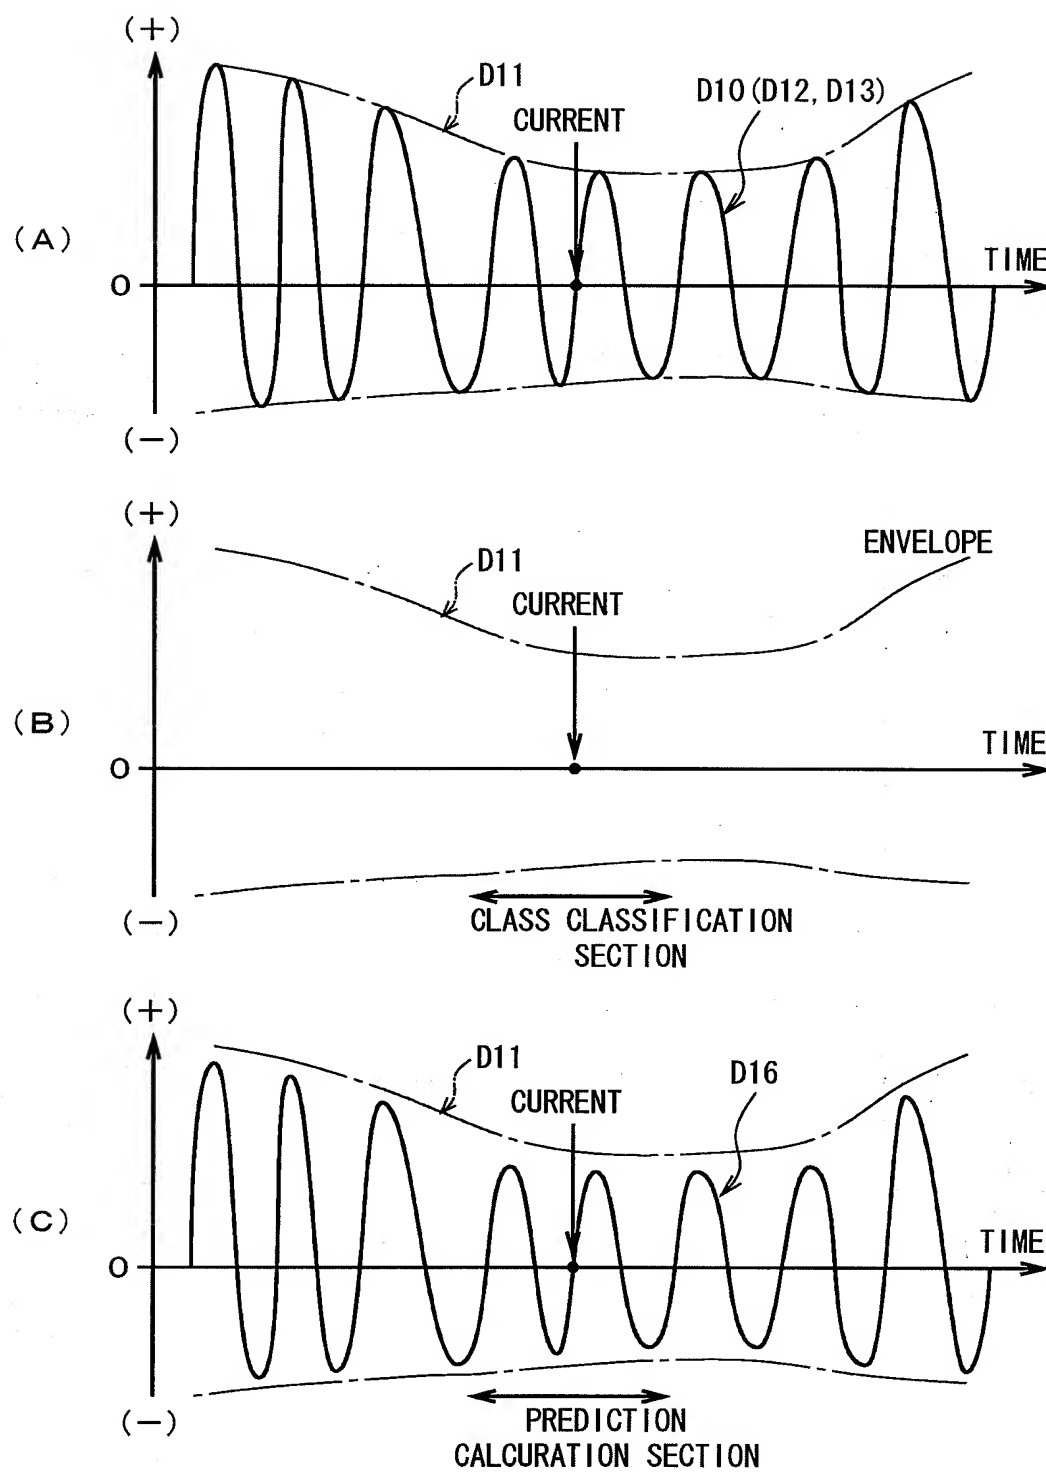 (+)
D11
D10(D12, D13)
CURRENT
(A)
TIME
0
(−)
(+)
ENVELOPE
D11
CURRENT
(B)
TIME
0
(−)
CLASS CLASSIFICATION
SECTION
(+)
D11
D16
CURRENT
(C)
TIME
0
(−)
PREDICTION
CALCURATION SECTION